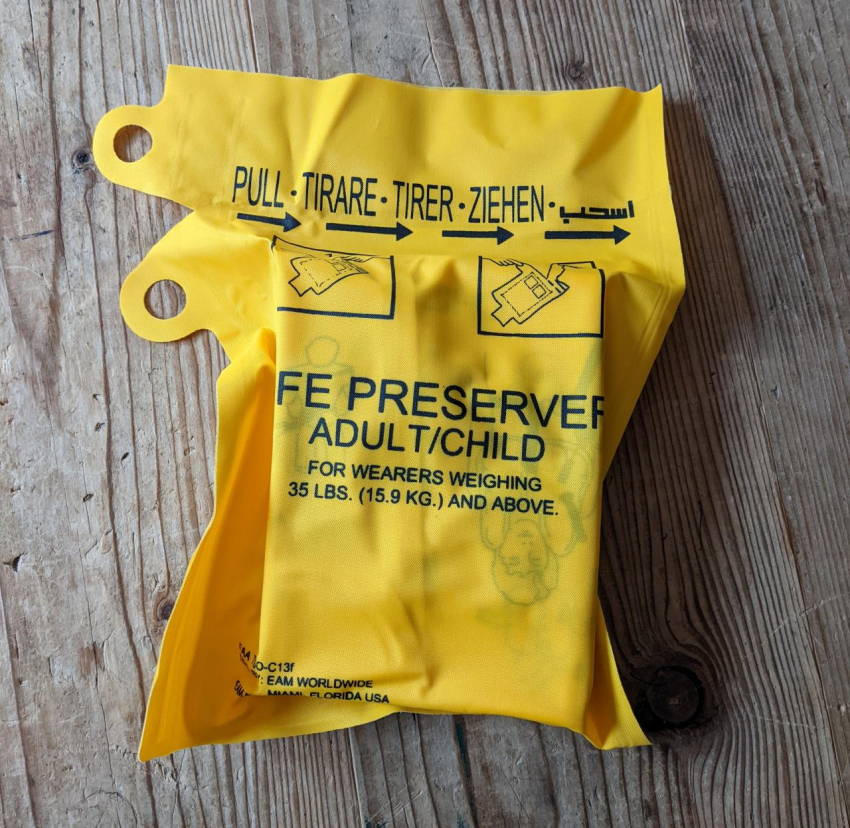 PULL · TIRARE · TIRER · ZIEHEN · اسحب
FE PRESERVER
ADULT/CHILD
FOR WEARERS WEIGHING
35 LBS. (15.9 KG.) AND ABOVE.
O-C13f
: EAM WORLDWIDE
MIAMI, FLORIDA USA